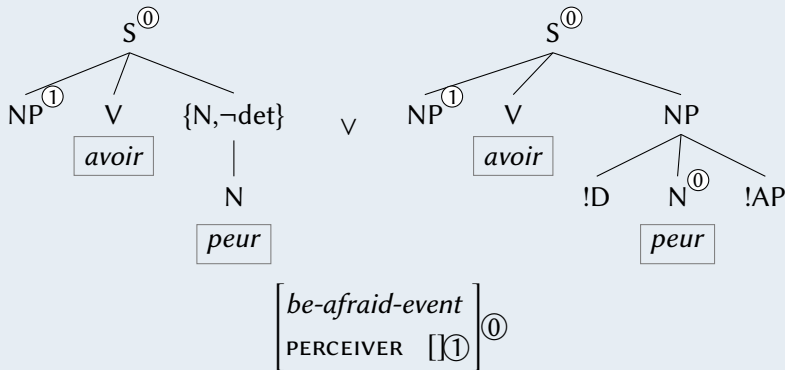 S⓪ S⓪
NP① V {N,¬det} ∨ NP① V NP
avoir avoir
N !D N⓪ !AP
peur peur
be-afraid-event
PERCEIVER []① ⓪